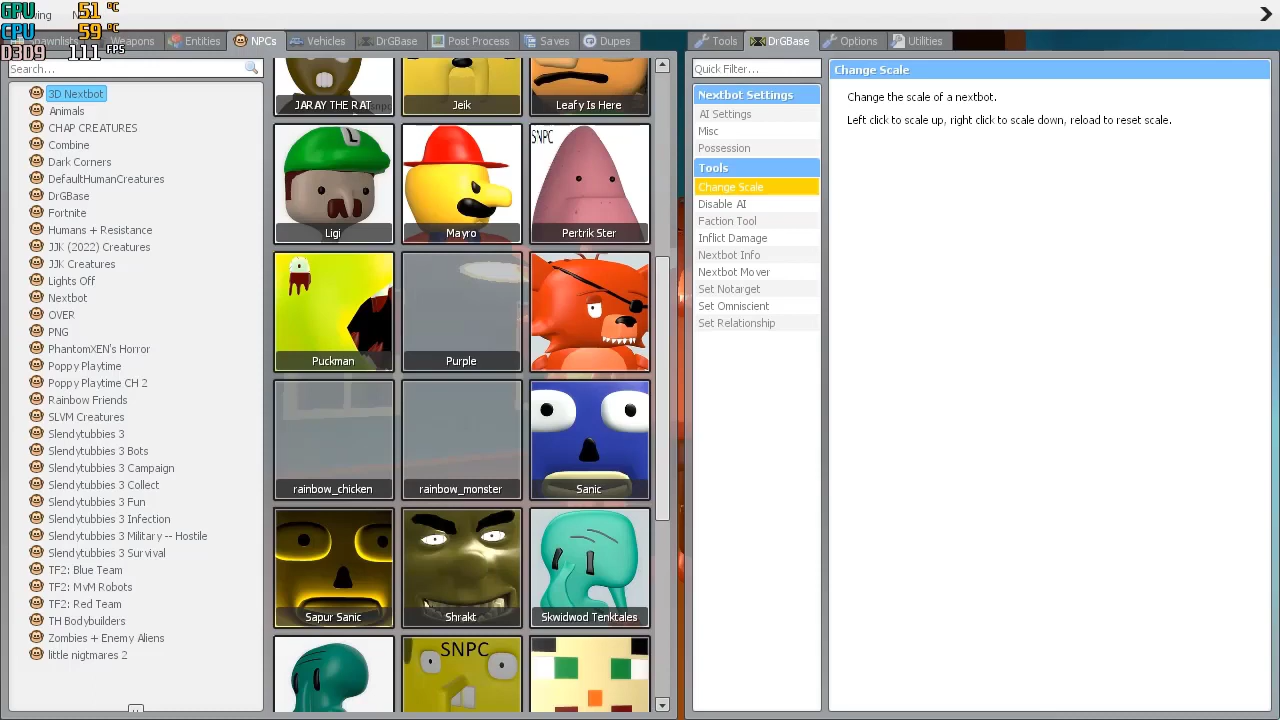 GPU 51 °C
CPU 59 °C
D3D9 111 FPS
Weapons
Entities
NPCs
Vehicles
DrGBase
Post Process
Saves
Dupes
Tools
DrGBase
Options
Utilities
Search...
3D Nextbot
Animals
CHAP CREATURES
Combine
Dark Corners
DefaultHumanCreatures
DrGBase
Fortnite
Humans + Resistance
JJK (2022) Creatures
JJK Creatures
Lights Off
Nextbot
OVER
PNG
PhantomXEN's Horror
Poppy Playtime
Poppy Playtime CH 2
Rainbow Friends
SLVM Creatures
Slendytubbies 3
Slendytubbies 3 Bots
Slendytubbies 3 Campaign
Slendytubbies 3 Collect
Slendytubbies 3 Fun
Slendytubbies 3 Infection
Slendytubbies 3 Military -- Hostile
Slendytubbies 3 Survival
TF2: Blue Team
TF2: MvM Robots
TF2: Red Team
TH Bodybuilders
Zombies + Enemy Aliens
little nigtmares 2
JARAY THE RAT
Jeik
Leafy Is Here
L
SNPC
Ligi
Mayro
Pertrik Ster
Puckman
Purple
rainbow_chicken
rainbow_monster
Sanic
Sapur Sanic
Shrakt
Skwidwod Tenktales
SNPC
Quick Filter...
Nextbot Settings
AI Settings
Misc
Possession
Tools
Change Scale
Disable AI
Faction Tool
Inflict Damage
Nextbot Info
Nextbot Mover
Set Notarget
Set Omniscient
Set Relationship
Change Scale
Change the scale of a nextbot.
Left click to scale up, right click to scale down, reload to reset scale.